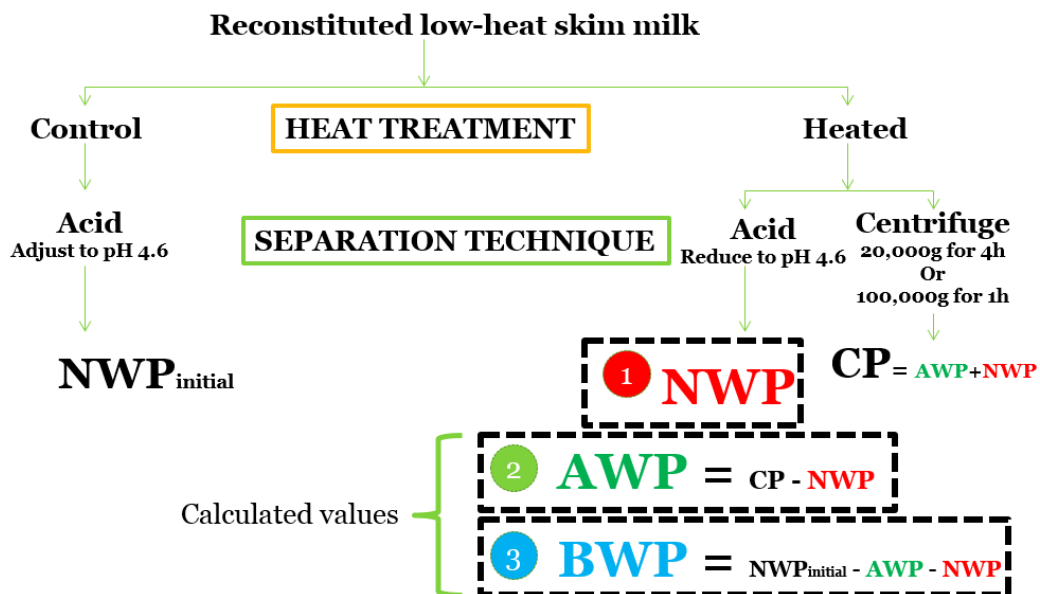 Reconstituted low-heat skim milk
Control
HEAT TREATMENT
Heated
Acid
Adjust to pH 4.6
SEPARATION TECHNIQUE
Acid
Reduce to pH 4.6
Centrifuge
20,000g for 4h
Or
100,000g for 1h
NWPinitial
1 NWP
CP= AWP+NWP
Calculated values
2 AWP = CP - NWP
3 BWP = NWPinitial - AWP - NWP